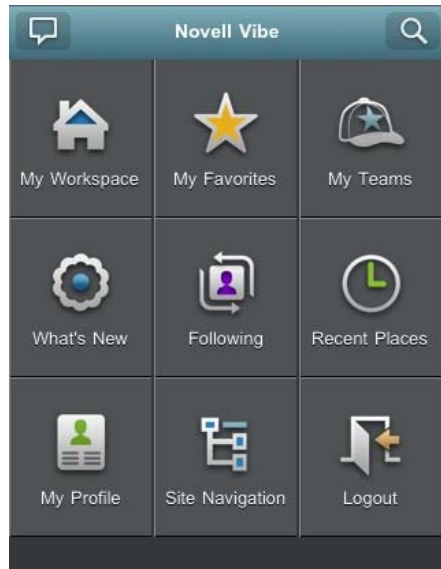 Novell Vibe
My Workspace
My Favorites
My Teams
What's New
Following
Recent Places
My Profile
Site Navigation
Logout